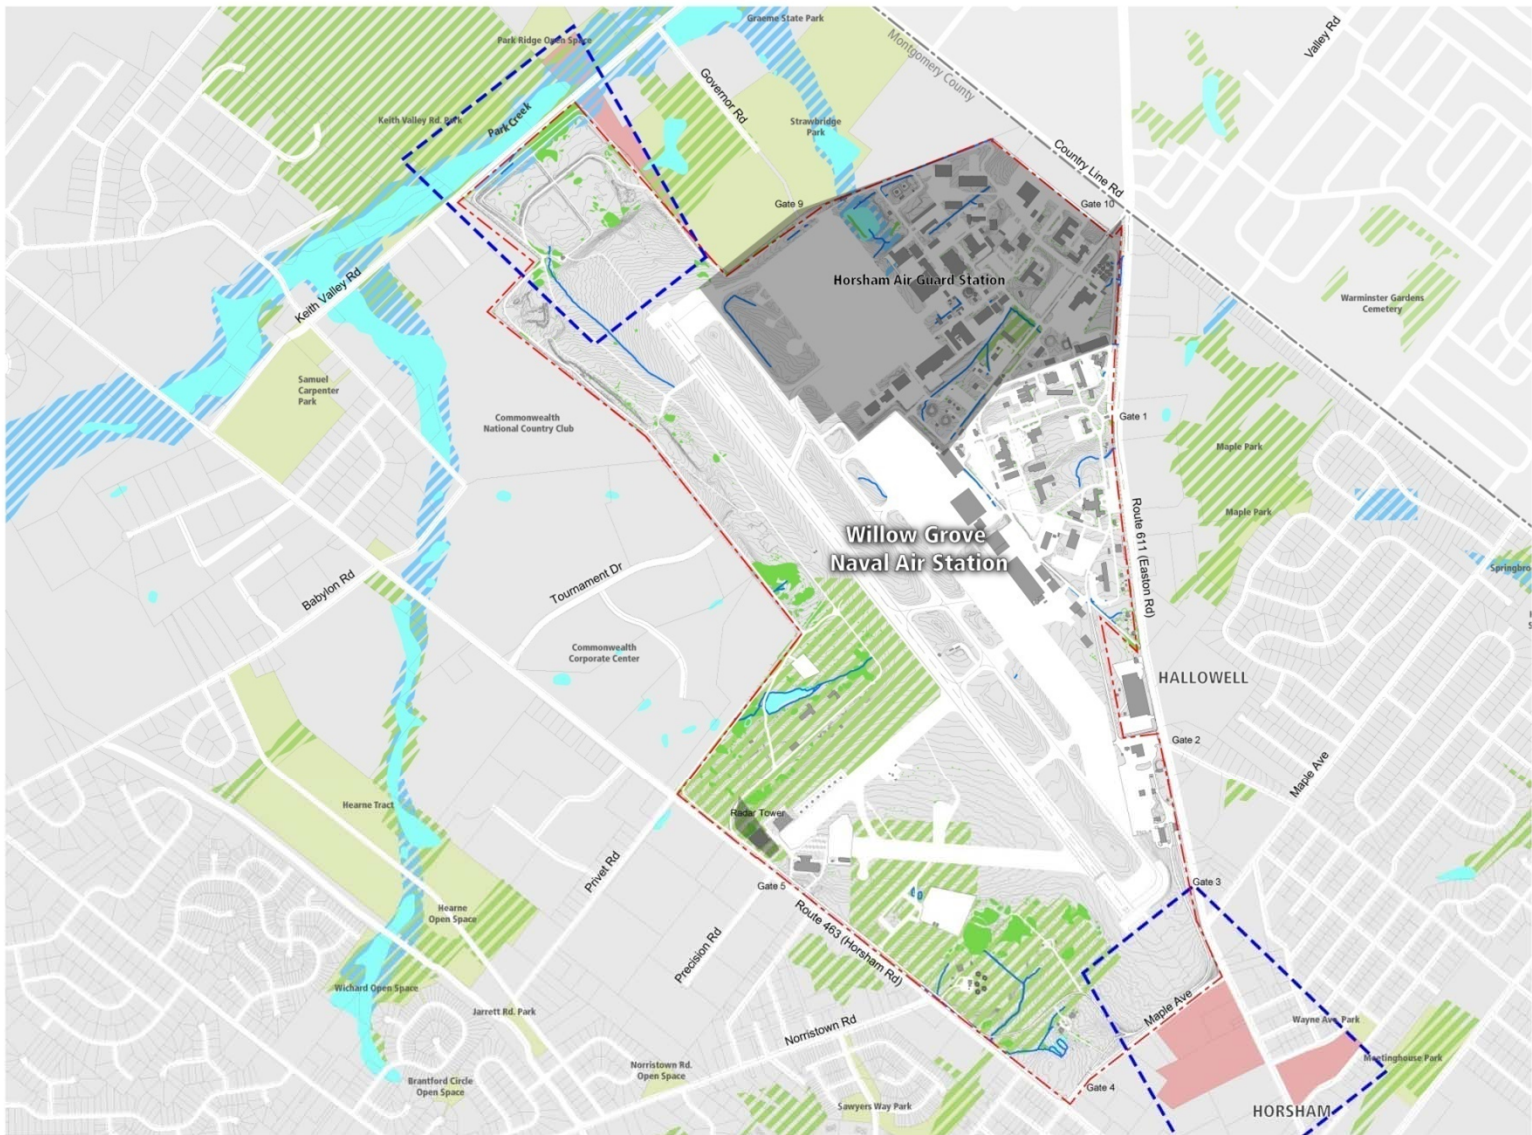 Graeme State Park
Valley Rd
Park Ridge Open Space
Montgomery County
Governor Rd
Keith Valley Rd. Park
Park Creek
Strawbridge
Park
Country Line Rd
Gate 9
Gate 10
Horsham Air Guard Station
Keith Valley Rd
Warminster Gardens
Cemetery
Samuel
Carpenter
Park
Commonwealth
National Country Club
Gate 1
Maple Park
Maple Park
Route 611 (Easton Rd)
Willow Grove
Naval Air Station
Babylon Rd
Tournament Dr
Commonwealth
Corporate Center
HALLOWELL
Gate 2
Maple Ave
Hearne Tract
Radar Tower
Privet Rd
Gate 5
Gate 3
Hearne
Open Space
Route 463 (Horsham Rd)
Precision Rd
Wichard Open Space
Jarrett Rd. Park
Maple Ave
Wayne Ave. Park
Norristown Rd
Meetinghouse Park
Norristown Rd.
Open Space
Brantford Circle
Open Space
Gate 4
Sawyers Way Park
HORSHAM